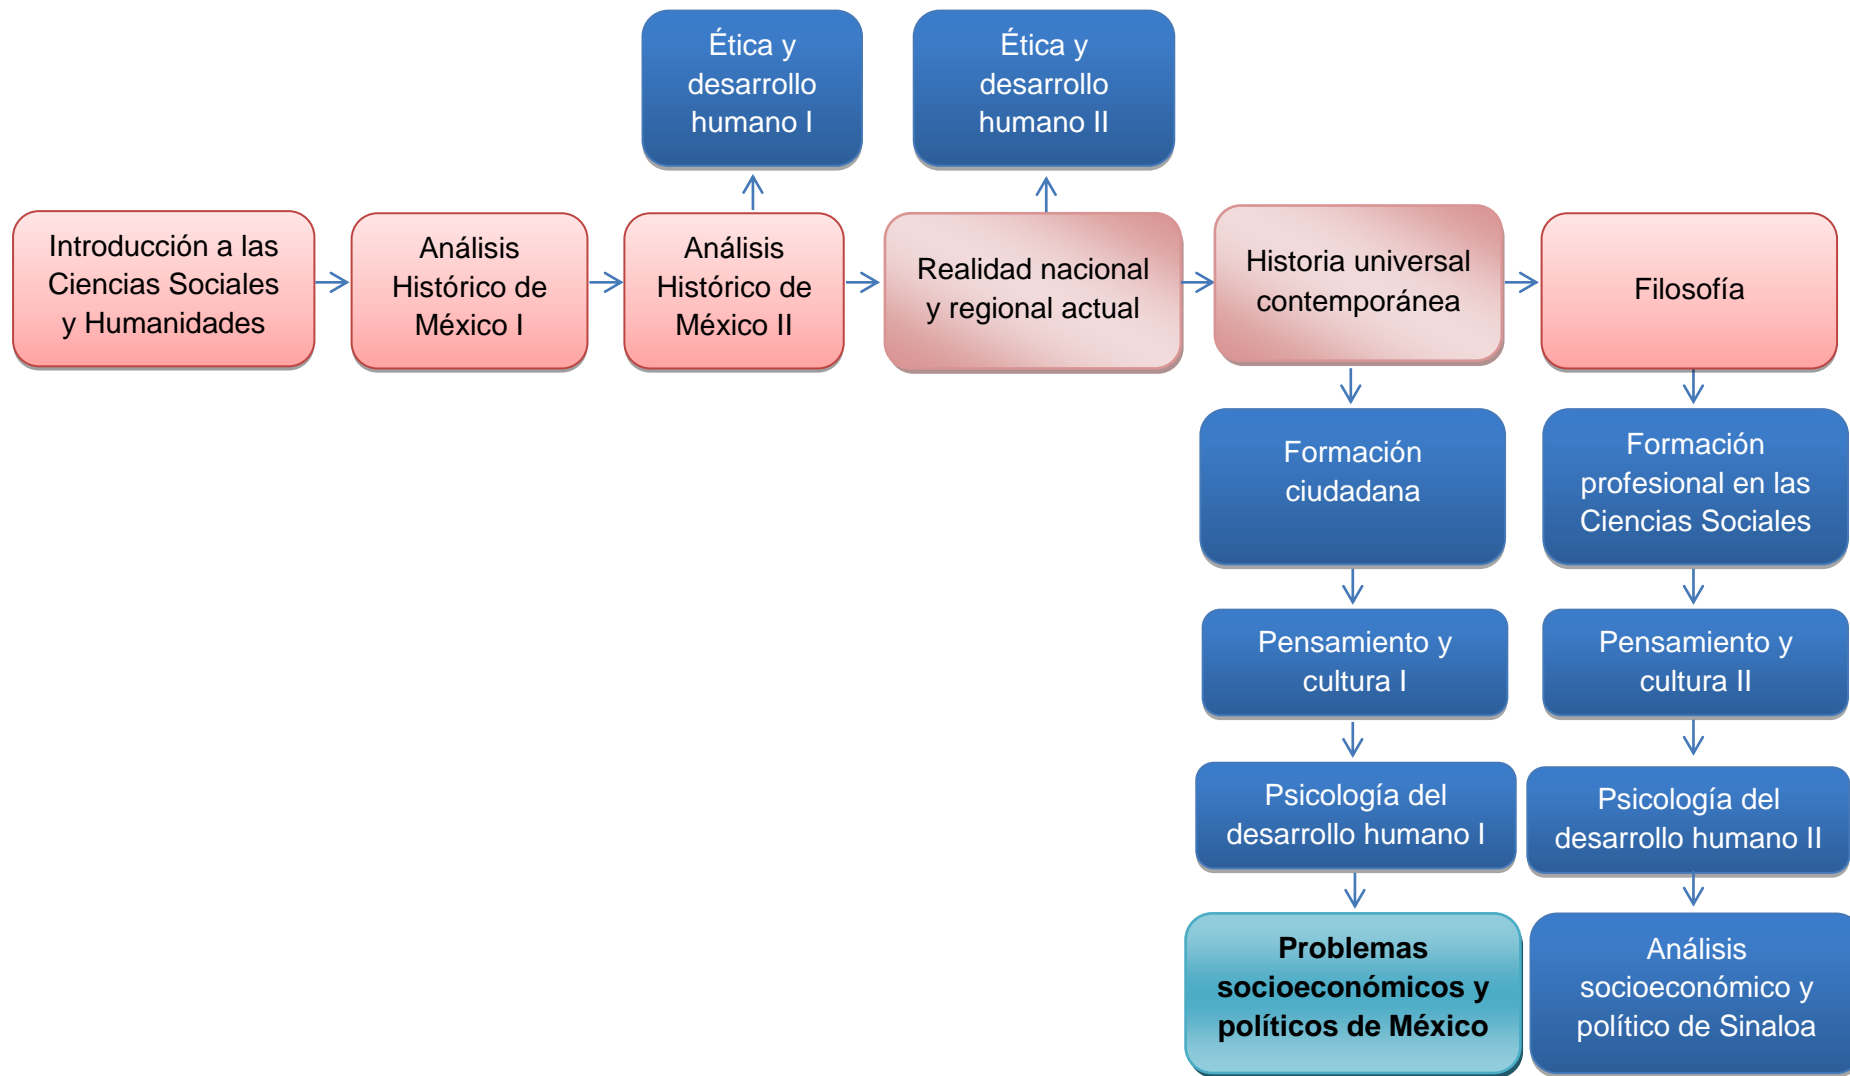 Ética y
desarrollo
humano I
Ética y
desarrollo
humano II
Introducción a las
Ciencias Sociales
y Humanidades
Análisis
Histórico de
México I
Análisis
Histórico de
México II
Realidad nacional
y regional actual
Historia universal
contemporánea
Filosofía
Formación
ciudadana
Formación
profesional en las
Ciencias Sociales
Pensamiento y
cultura I
Pensamiento y
cultura II
Psicología del
desarrollo humano I
Psicología del
desarrollo humano II
Problemas
socioeconómicos y
políticos de México
Análisis
socioeconómico y
político de Sinaloa